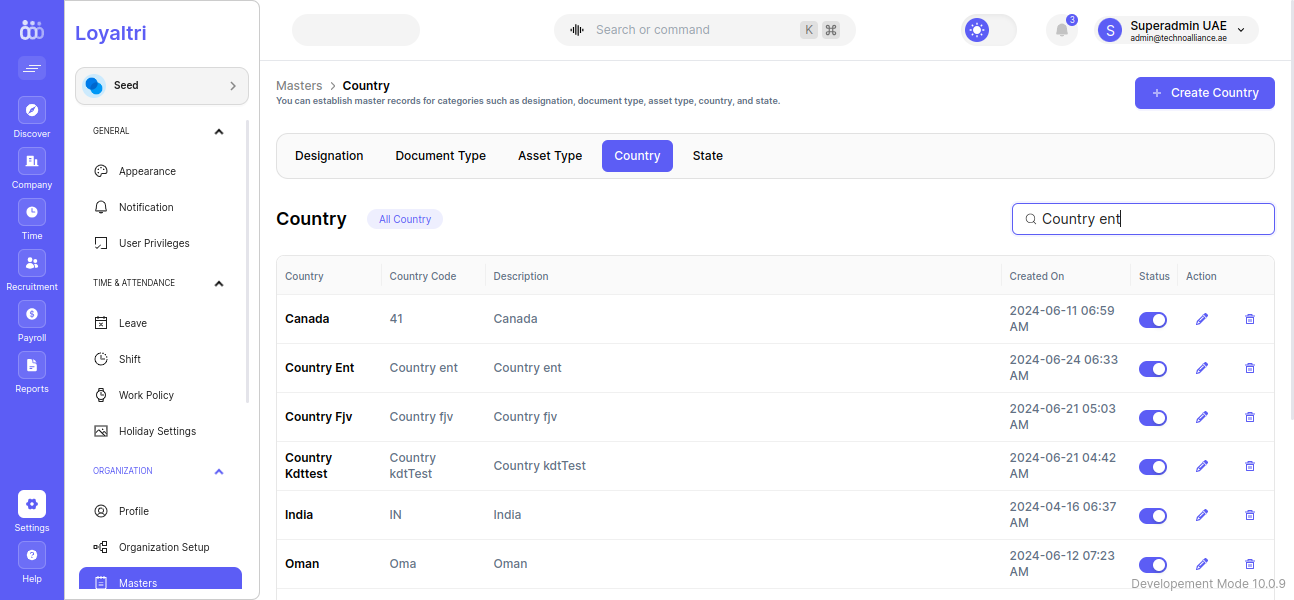 Loyaltri
Search or command
K ⌘
3
S
Superadmin UAE
admin@technoalliance.ae
Discover
Company
Time
Recruitment
Payroll
Reports
Settings
Help
Seed
GENERAL
Appearance
Notification
User Privileges
TIME & ATTENDANCE
Leave
Shift
Work Policy
Holiday Settings
ORGANIZATION
Profile
Organization Setup
Masters
Masters > Country
You can establish master records for categories such as designation, document type, asset type, country, and state.
+ Create Country
Designation Document Type Asset Type Country State
Country All Country
Country ent
Country Country Code Description Created On Status Action
Canada 41 Canada 2024-06-11 06:59
AM
Country Ent Country ent Country ent 2024-06-24 06:33
AM
Country Fjv Country fjv Country fjv 2024-06-21 05:03
AM
Country Country 2024-06-21 04:42
Kdttest kdtTest Country kdtTest AM
India IN India 2024-04-16 06:37
AM
Oman Oma Oman 2024-06-12 07:23
AM
Developement Mode 10.0.9